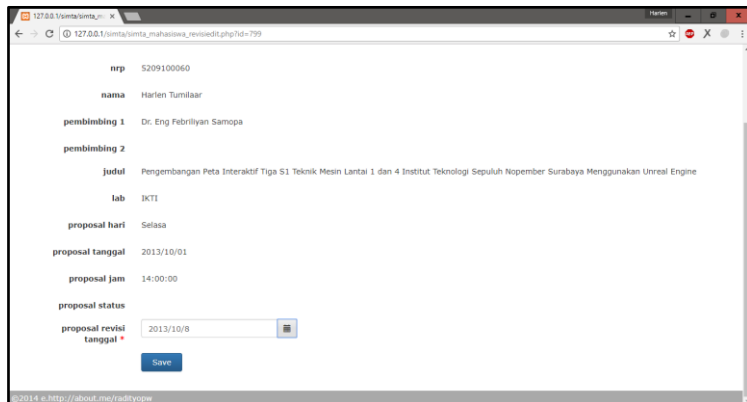 127.0.0.1/simta/simta_m
Harlen
127.0.0.1/simta/simta_mahasiswa_revisiedit.php?id=799
nrp 5209100060
nama Harlen Tumilaar
pembimbing 1 Dr. Eng Febriliyan Samopa
pembimbing 2
judul Pengembangan Peta Interaktif Tiga S1 Teknik Mesin Lantai 1 dan 4 Institut Teknologi Sepuluh Nopember Surabaya Menggunakan Unreal Engine
lab IKTI
proposal hari Selasa
proposal tanggal 2013/10/01
proposal jam 14:00:00
proposal status
proposal revisi tanggal * 2013/10/8
Save
©2014 e.http://about.me/radityopw